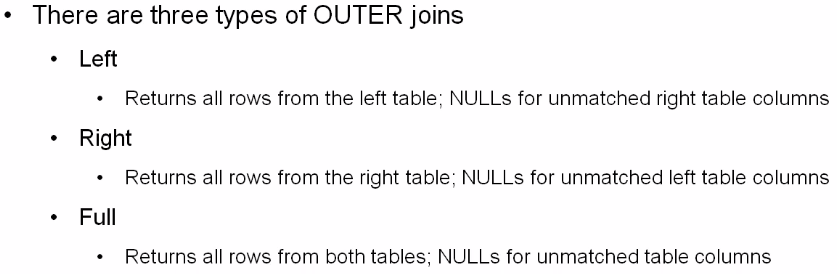 • There are three types of OUTER joins
• Left
• Returns all rows from the left table; NULLs for unmatched right table columns
• Right
• Returns all rows from the right table; NULLs for unmatched left table columns
• Full
• Returns all rows from both tables; NULLs for unmatched table columns